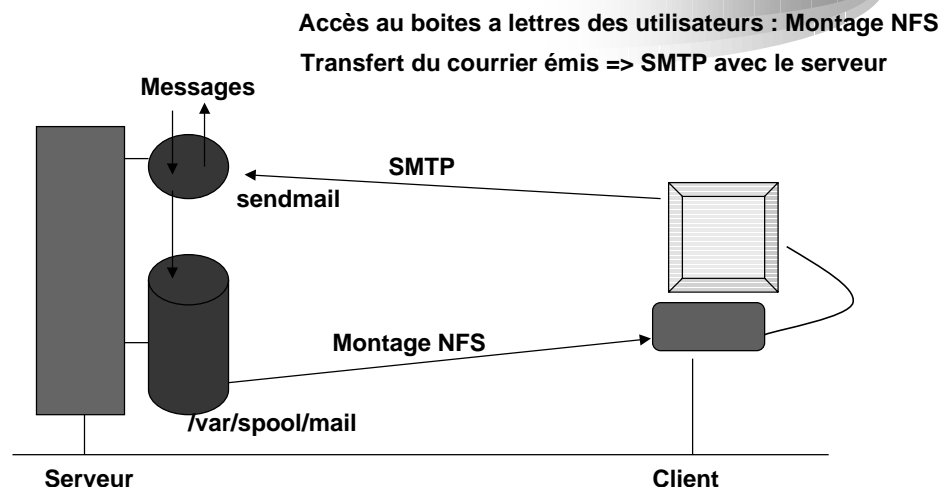 Accès au boites a lettres des utilisateurs : Montage NFS
Transfert du courrier émis => SMTP avec le serveur
Messages
SMTP
sendmail
Montage NFS
/var/spool/mail
Serveur
Client